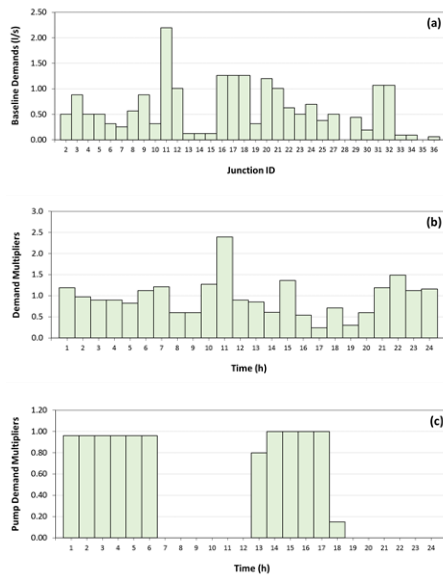 (a)
Baseline Demands (l/s)
2.50
2.00
1.50
1.00
0.50
0.00
2 3 4 5 6 7 8 9 10 11 12 13 14 15 16 17 18 19 20 21 22 23 24 25 26 27 28 29 30 31 32 33 34 35 36
Junction ID
(b)
Demand Multipliers
3.0
2.5
2.0
1.5
1.0
0.5
0.0
1 2 3 4 5 6 7 8 9 10 11 12 13 14 15 16 17 18 19 20 21 22 23 24
Time (h)
(c)
Pump Demand Multipliers
1.20
1.00
0.80
0.60
0.40
0.20
0.00
1 2 3 4 5 6 7 8 9 10 11 12 13 14 15 16 17 18 19 20 21 22 23 24
Time (h)